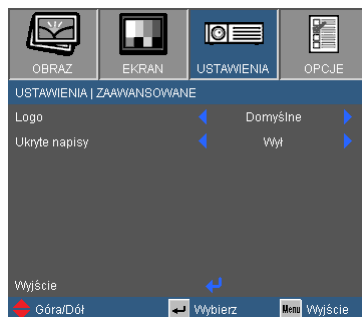 OBRAZ EKRAN USTAWIENIA OPCJE
USTAWIENIA | ZAAWANSOWANE
Logo Domyślne
Ukryte napisy Wył
Wyjście
Góra/Dół Wybierz Menu Wyjście